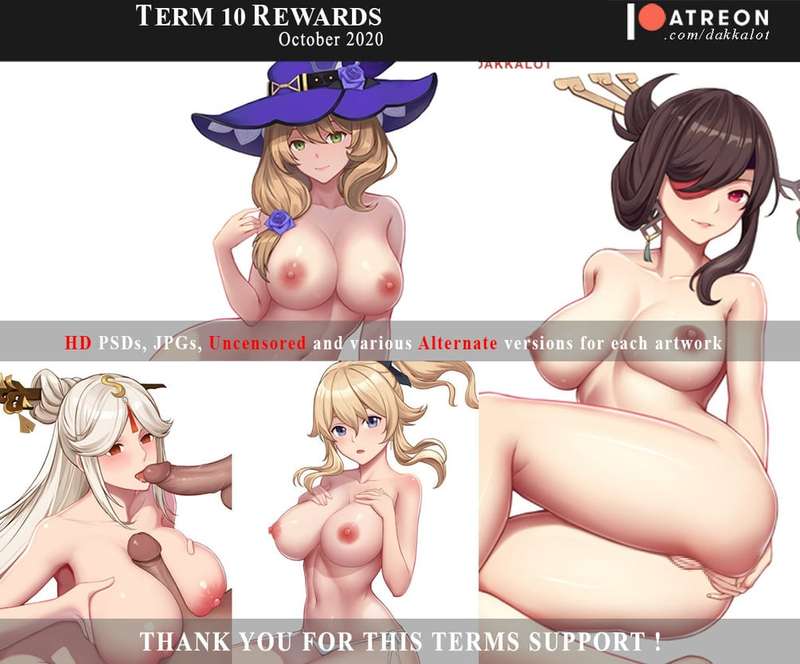 TERM 10 REWARDS
October 2020
PATREON
.com/dakkalot
DAKKALOT
HD PSDs, JPGs, Uncensored and various Alternate versions for each artwork
THANK YOU FOR THIS TERMS SUPPORT !